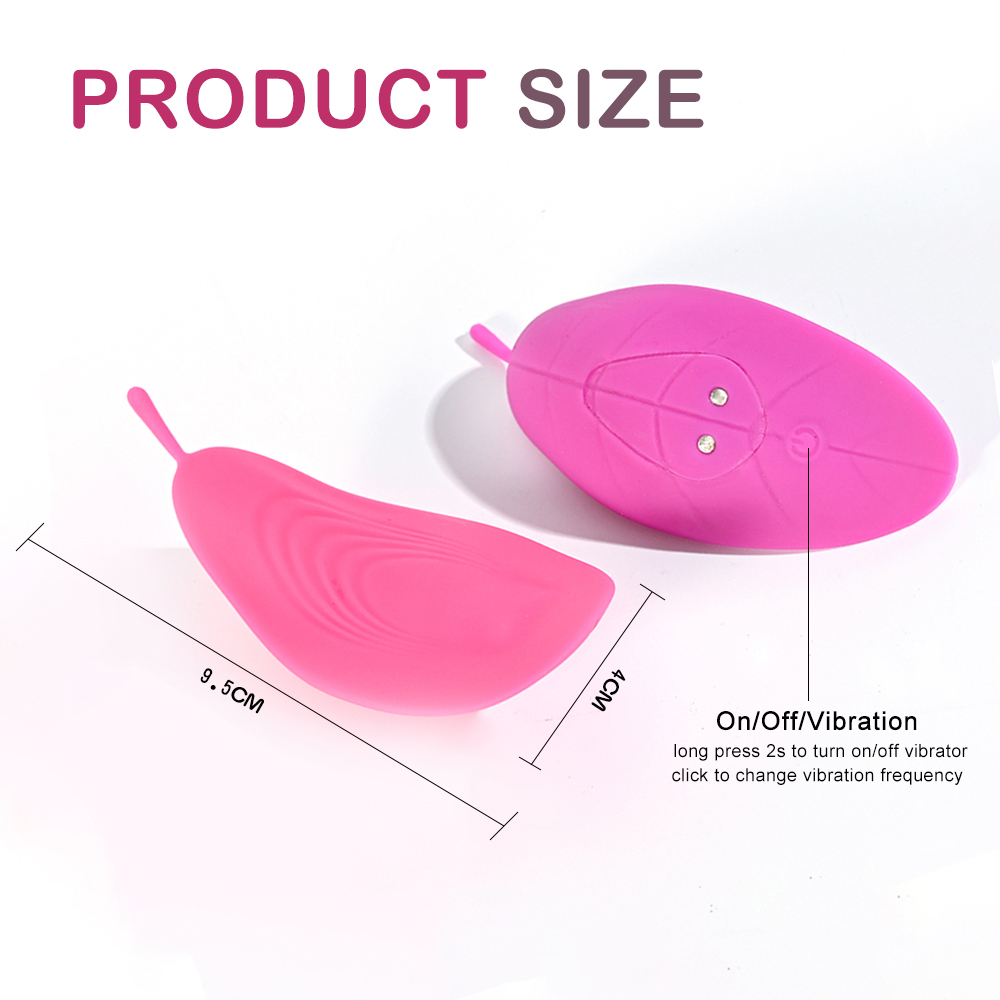 PRODUCT SIZE
9.5CM
4CM
On/Off/Vibration
long press 2s to turn on/off vibrator
click to change vibration frequency